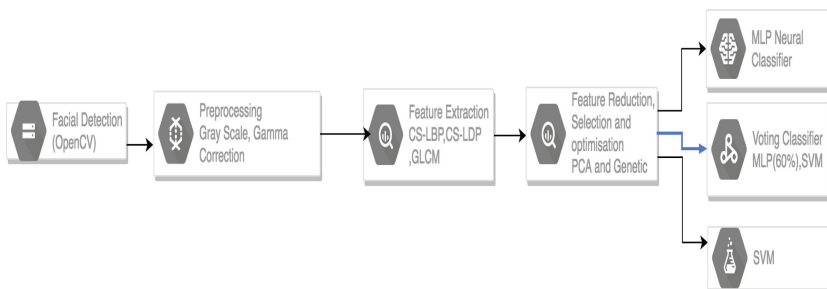 Facial Detection
(OpenCV)
Preprocessing
Gray Scale, Gamma
Correction
Feature Extraction
CS-LBP,CS-LDP
,GLCM
Feature Reduction,
Selection and
optimisation
PCA and Genetic
MLP Neural
Classifier
Voting Classifier
MLP(60%),SVM
SVM